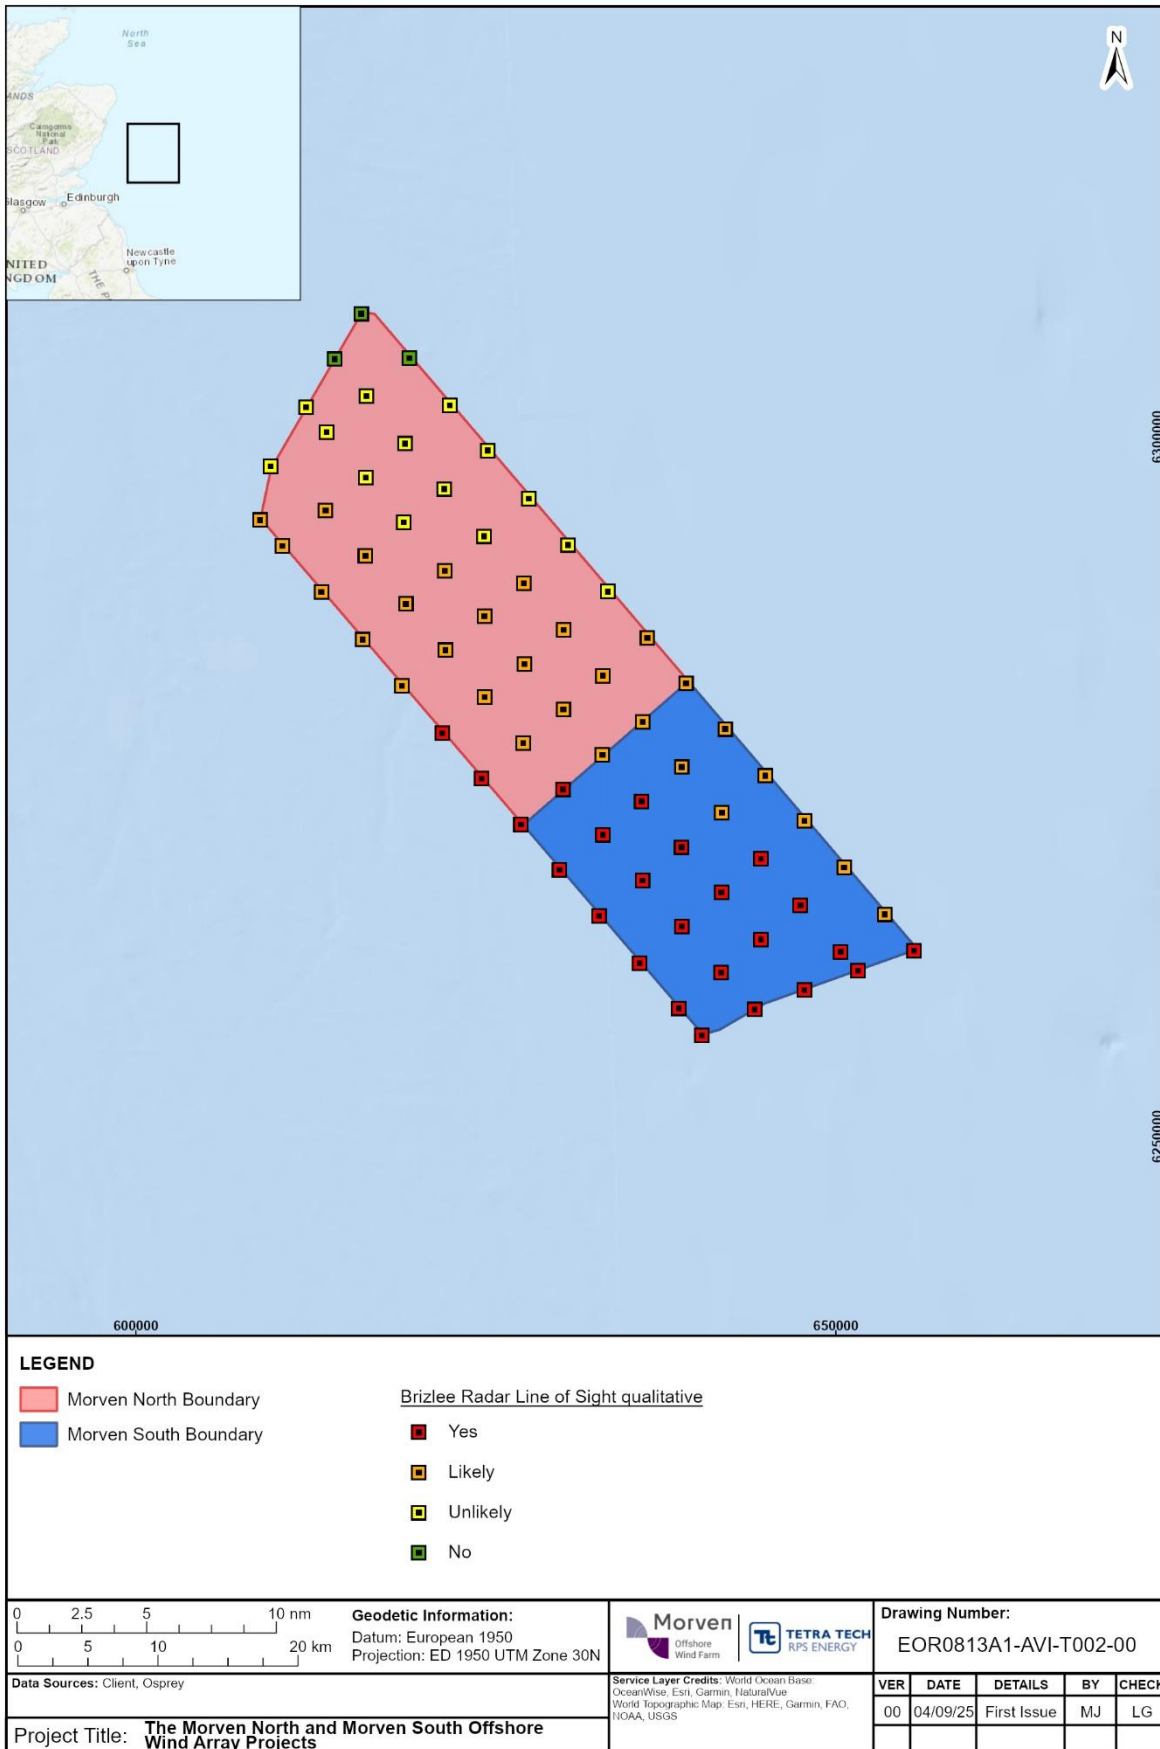 North
Sea
N
ANDS
Cairngorms
National
Park
SCOTLAND
Glasgow
Edinburgh
Newcastle
upon Tyne
NITED
NGDOM
THE P
6300000
6250000
600000
650000
LEGEND
Morven North Boundary
Morven South Boundary
Brizlee Radar Line of Sight qualitative
Yes
Likely
Unlikely
No
0 2.5 5 10 nm
0 5 10 20 km
Geodetic Information:
Datum: European 1950
Projection: ED 1950 UTM Zone 30N
Morven
Offshore
Wind Farm
Tt TETRA TECH
RPS ENERGY
Drawing Number:
EOR0813A1-AVI-T002-00
Data Sources: Client, Osprey
Service Layer Credits: World Ocean Base:
OceanWise, Esri, Garmin, NaturalVue
World Topographic Map: Esri, HERE, Garmin, FAO,
NOAA, USGS
VER DATE DETAILS BY CHECK
00 04/09/25 First Issue MJ LG
Project Title: The Morven North and Morven South Offshore
Wind Array Projects